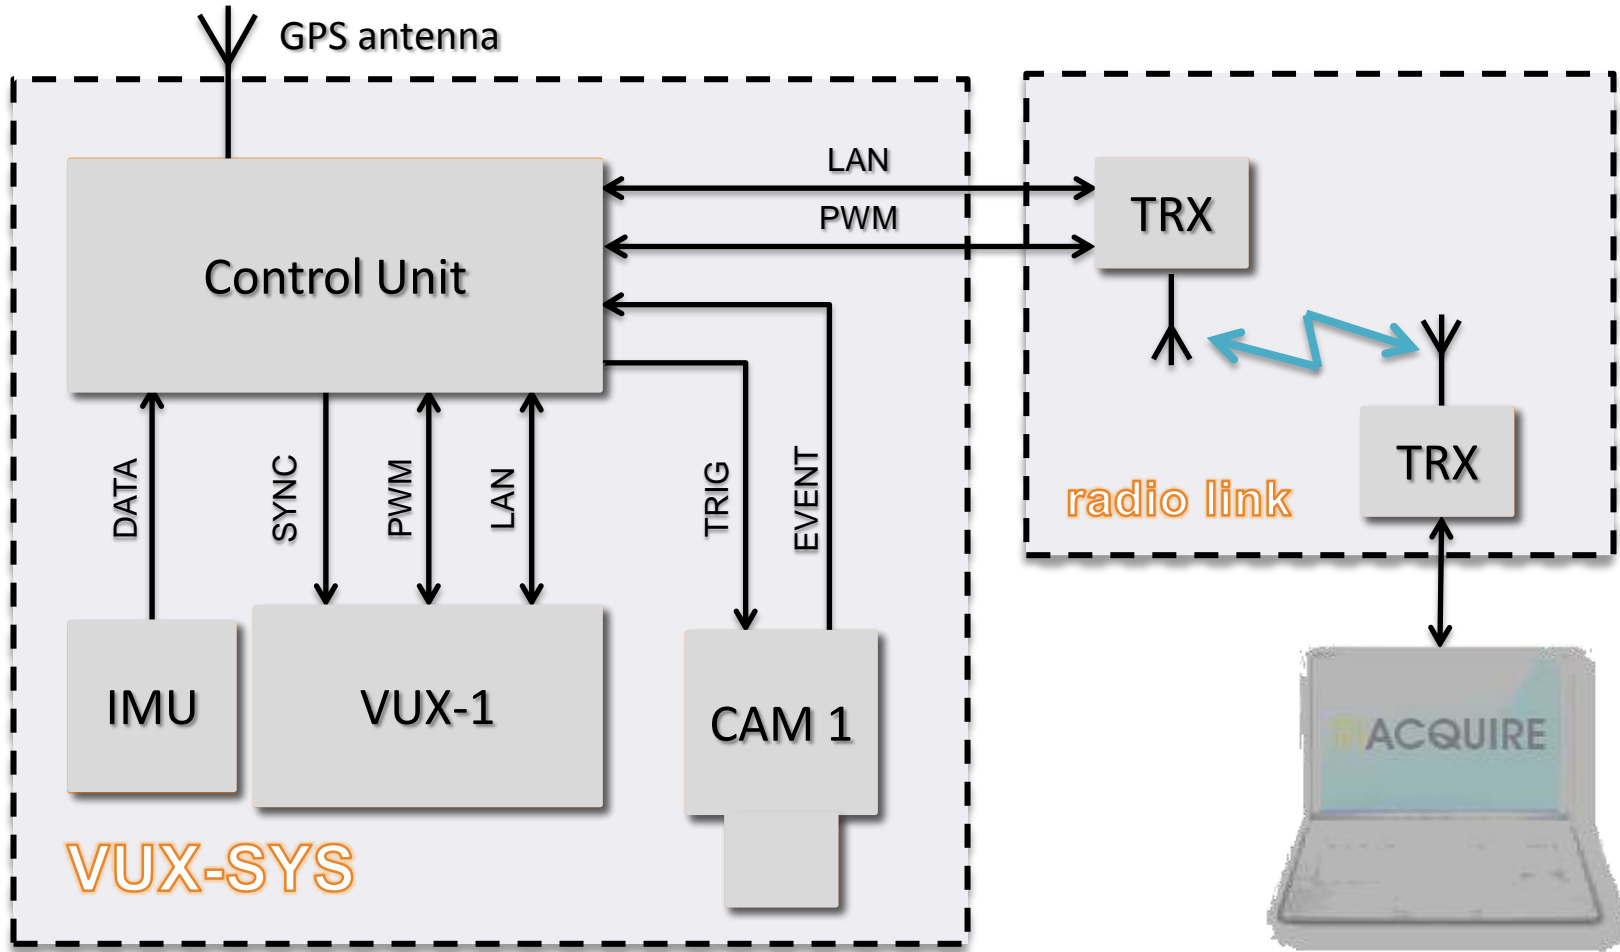 GPS antenna
LAN
PWM
TRX
Control Unit
DATA
SYNC
PWM
LAN
TRIG
EVENT
TRX
radio link
IMU
VUX-1
CAM 1
ACQUIRE
VUX-SYS